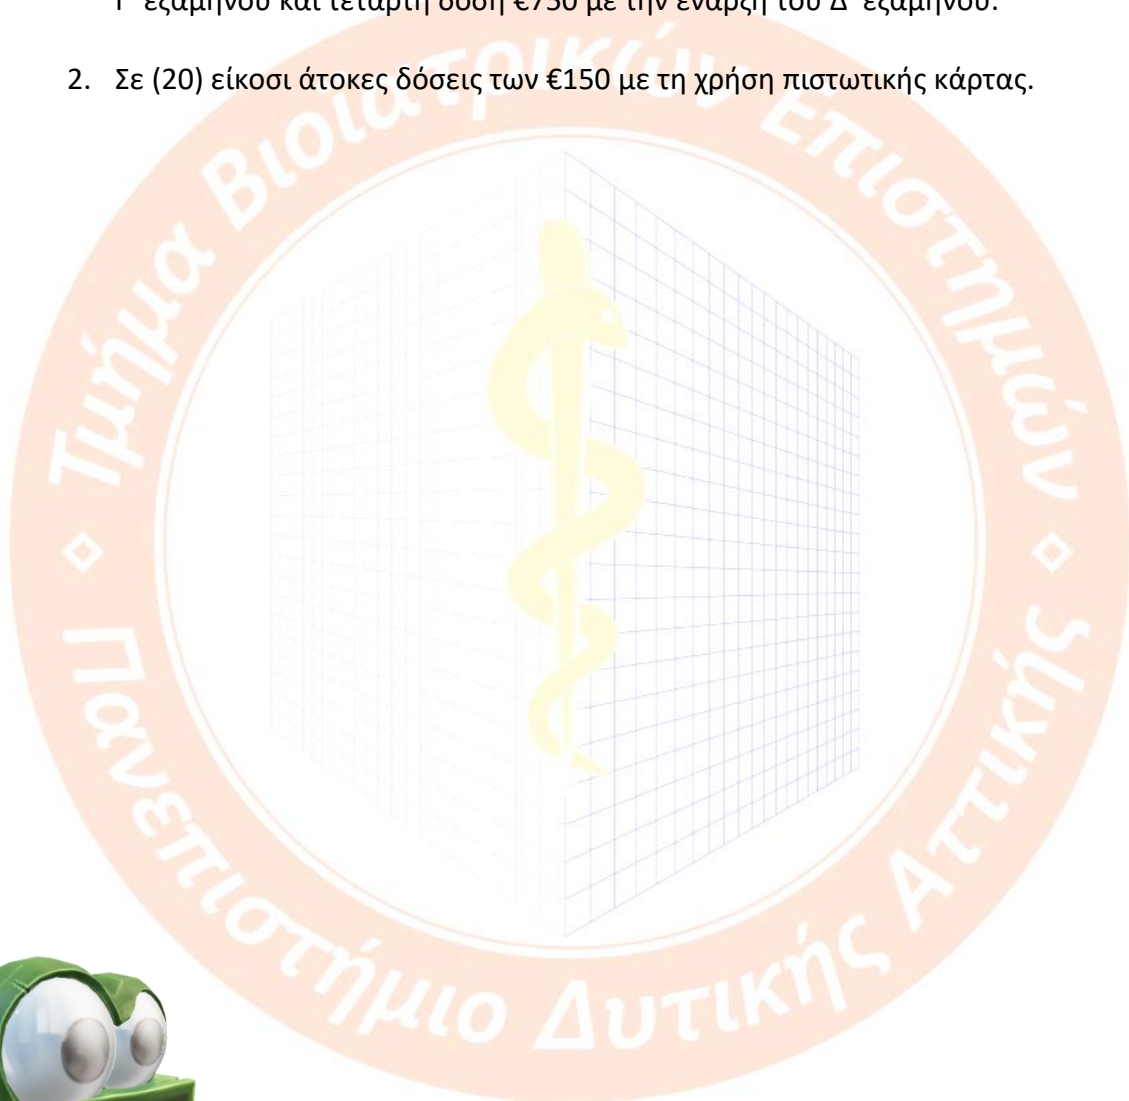 Γ' εξαμήνου και τέταρτη δόση €750 με την έναρξη του Δ' εξαμήνου.
2. Σε (20) είκοσι άτοκες δόσεις των €150 με τη χρήση πιστωτικής κάρτας.
Τμήμα Βιοϊατρικών Επιστημών
Πανεπιστήμιο Δυτικής Αττικής